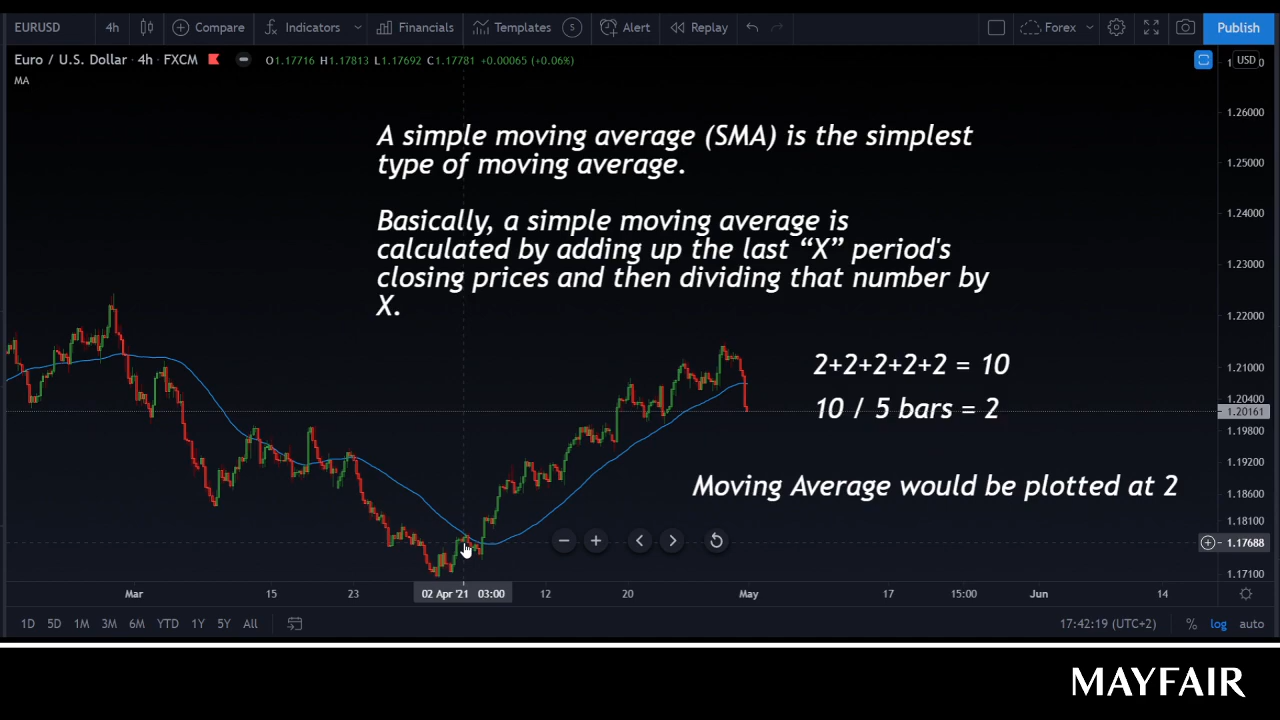 EURUSD 4h Compare Indicators Financials Templates S Alert Replay Forex Publish
Euro / U.S. Dollar · 4h · FXCM O1.17716 H1.17813 L1.17692 C1.17781 +0.00065 (+0.06%)
USD
MA
1.26000
A simple moving average (SMA) is the simplest
type of moving average.
1.25000
1.24000
Basically, a simple moving average is
calculated by adding up the last “X” period's
closing prices and then dividing that number by
X.
1.23000
1.22000
2+2+2+2+2 = 10
1.21000
1.20400
10 / 5 bars = 2
1.20161
1.19800
1.19200
Moving Average would be plotted at 2
1.18600
1.18100
1.17688
1.17100
Mar 15 23 02 Apr '21 03:00 12 20 May 17 15:00 Jun 14
1D 5D 1M 3M 6M YTD 1Y 5Y All 17:42:19 (UTC+2) % log auto
MAYFAIR